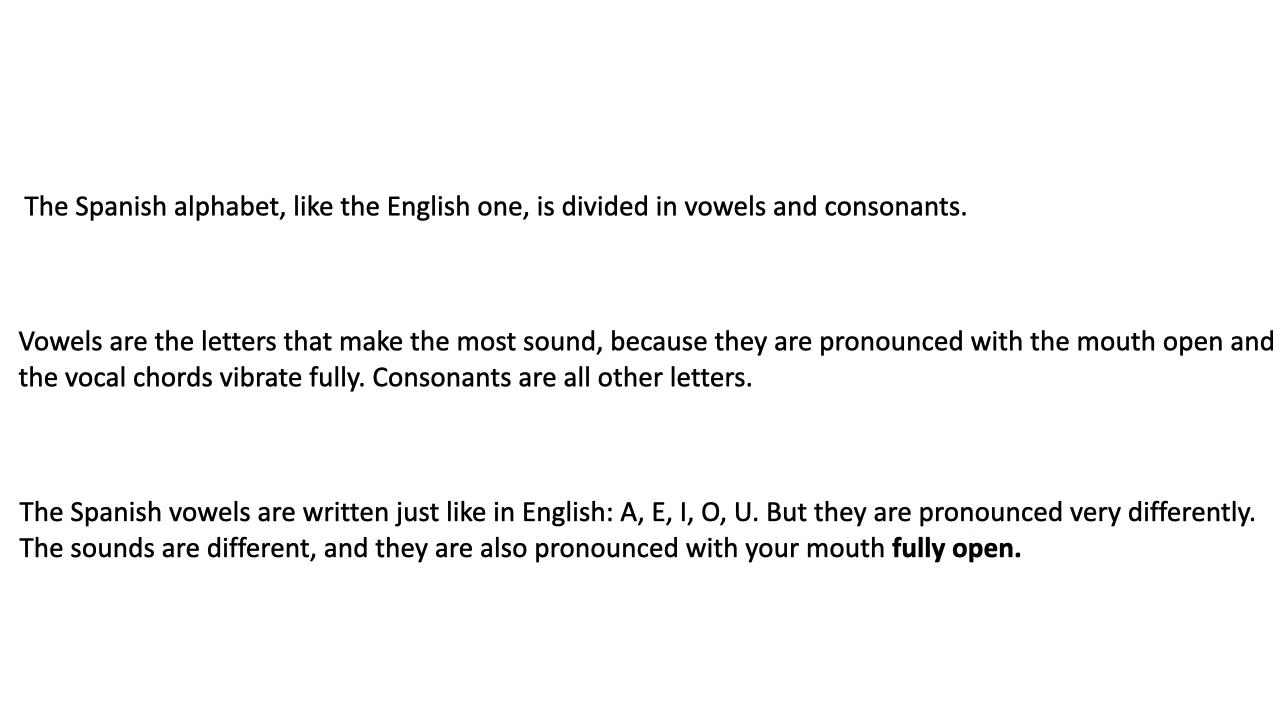 The Spanish alphabet, like the English one, is divided in vowels and consonants.
Vowels are the letters that make the most sound, because they are pronounced with the mouth open and
the vocal chords vibrate fully. Consonants are all other letters.
The Spanish vowels are written just like in English: A, E, I, O, U. But they are pronounced very differently.
The sounds are different, and they are also pronounced with your mouth fully open.